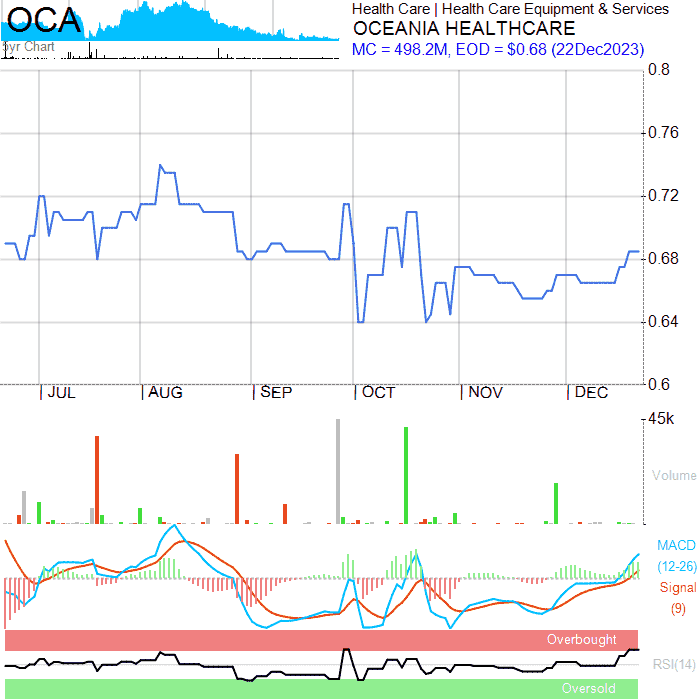 OCA
5yr Chart
Health Care | Health Care Equipment & Services
OCEANIA HEALTHCARE
MC = 498.2M, EOD = $0.68 (22Dec2023)
0.8
0.76
0.72
0.68
0.64
0.6
JUL AUG SEP OCT NOV DEC
45k
Volume
MACD
(12-26)
Signal
(9)
Overbought
RSI(14)
Oversold